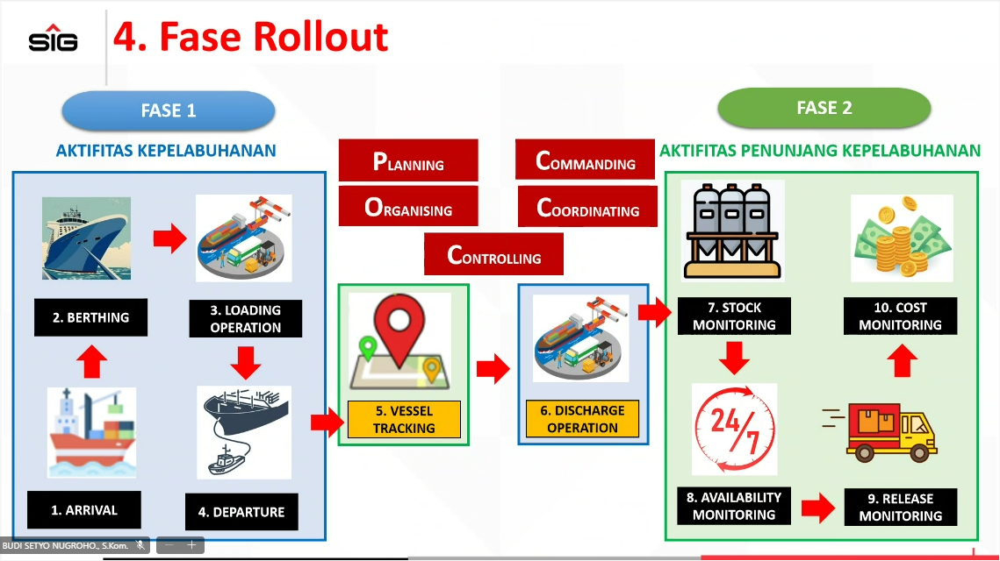 SIG
4. Fase Rollout
FASE 1
AKTIFITAS KEPELABUHANAN
2. BERTHING
3. LOADING
OPERATION
1. ARRIVAL
4. DEPARTURE
PLANNING
COMMANDING
ORGANISING
COORDINATING
CONTROLLING
5. VESSEL
TRACKING
6. DISCHARGE
OPERATION
FASE 2
AKTIFITAS PENUNJANG KEPELABUHANAN
7. STOCK
MONITORING
10. COST
MONITORING
24/7
8. AVAILABILITY
MONITORING
9. RELEASE
MONITORING
BUDI SETYO NUGROHO., S.Kom.